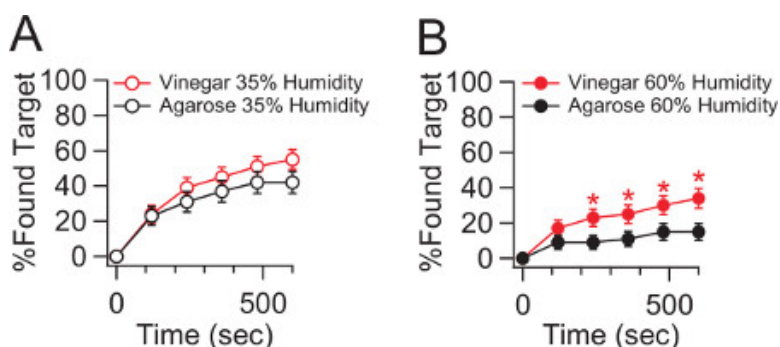 A
%Found Target
100
80
60
40
20
0
Vinegar 35% Humidity
Agarose 35% Humidity
0
500
Time (sec)
B
%Found Target
100
80
60
40
20
0
Vinegar 60% Humidity
Agarose 60% Humidity
* * * *
0
500
Time (sec)